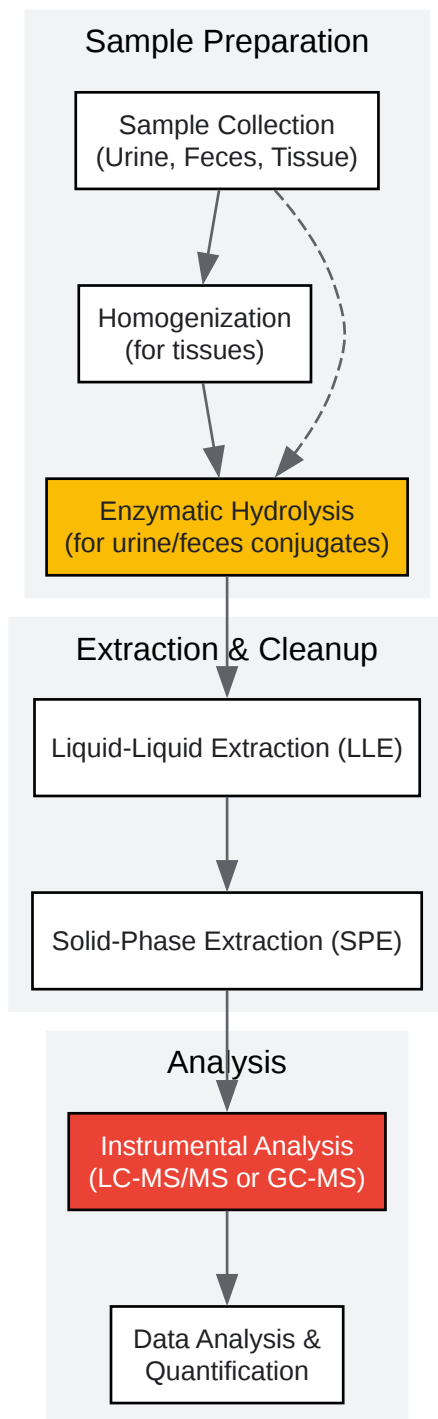 Sample Preparation
Sample Collection
(Urine, Feces, Tissue)
Homogenization
(for tissues)
Enzymatic Hydrolysis
(for urine/feces conjugates)
Extraction & Cleanup
Liquid-Liquid Extraction (LLE)
Solid-Phase Extraction (SPE)
Analysis
Instrumental Analysis
(LC-MS/MS or GC-MS)
Data Analysis &
Quantification